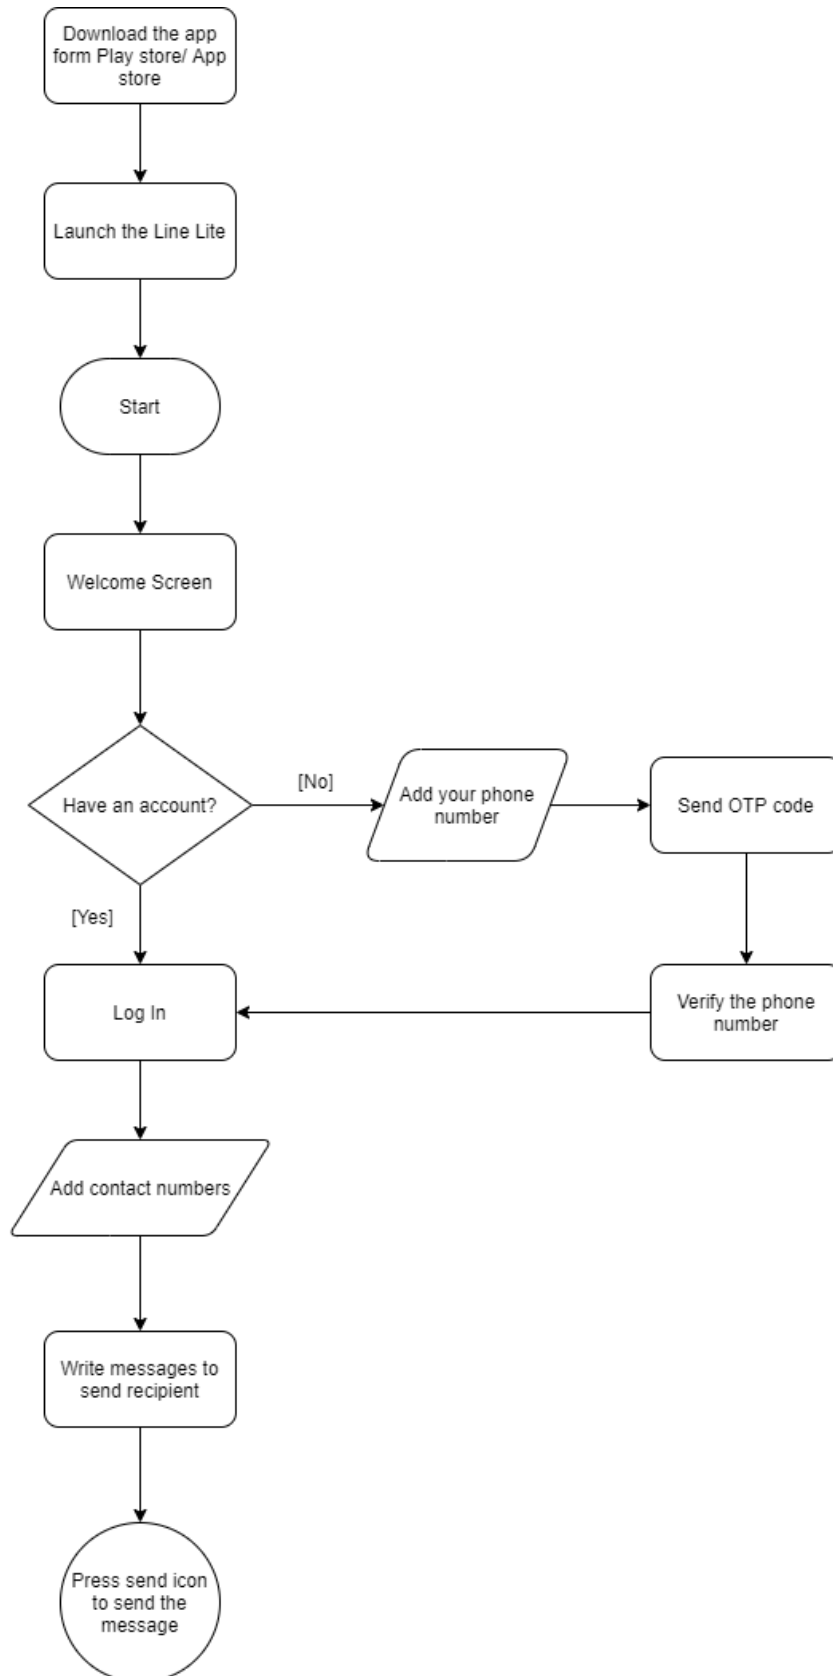 Download the app
form Play store/ App
store
Launch the Line Lite
Start
Welcome Screen
Have an account?
[No]
Add your phone
number
Send OTP code
[Yes]
Log In
Verify the phone
number
Add contact numbers
Write messages to
send recipient
Press send icon
to send the
message